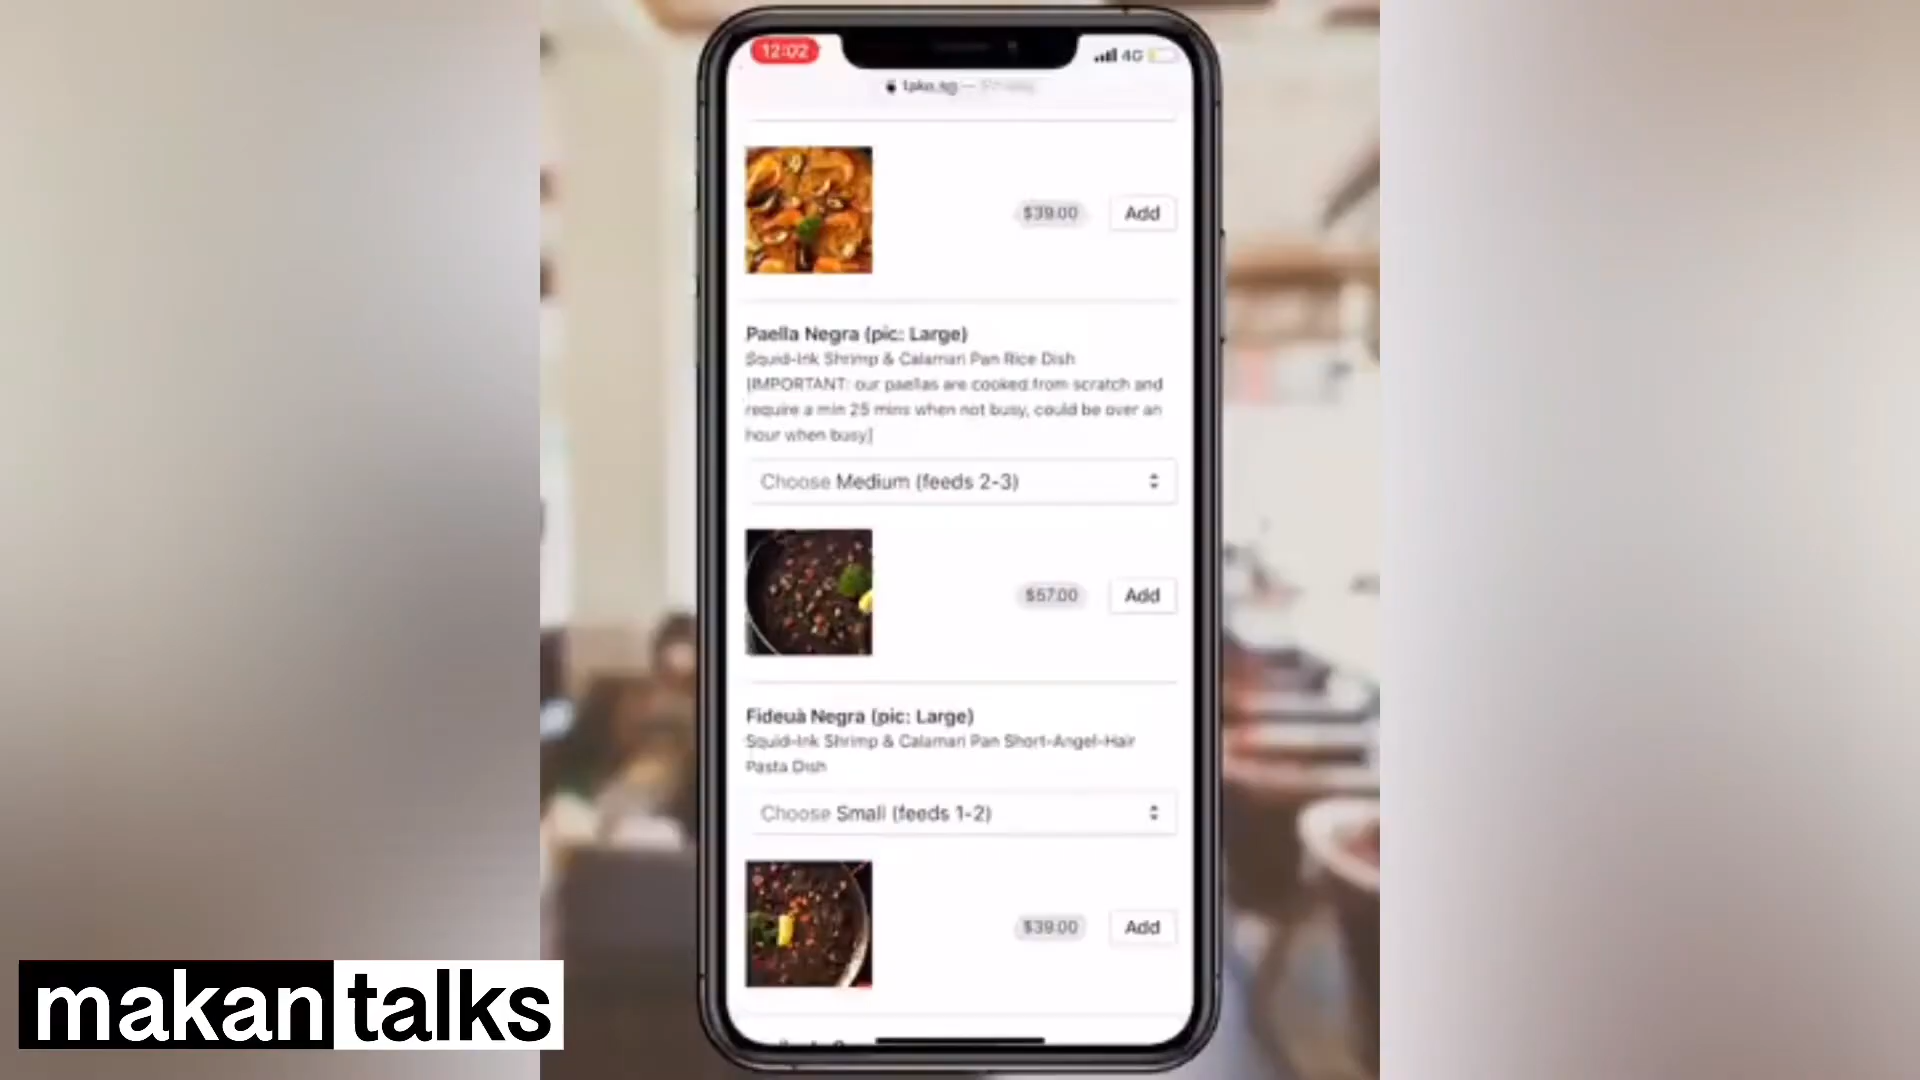 12:02
4G
$39.00 Add
Paella Negra (pic: Large)
Squid-Ink Shrimp & Calamari Pan Rice Dish
[IMPORTANT: our paellas are cooked from scratch and
require a min 25 mins when not busy, could be over an
hour when busy]
Choose Medium (feeds 2-3)
$57.00 Add
Fideuà Negra (pic: Large)
Squid-Ink Shrimp & Calamari Pan Short-Angel-Hair
Pasta Dish
Choose Small (feeds 1-2)
$39.00 Add
makan talks